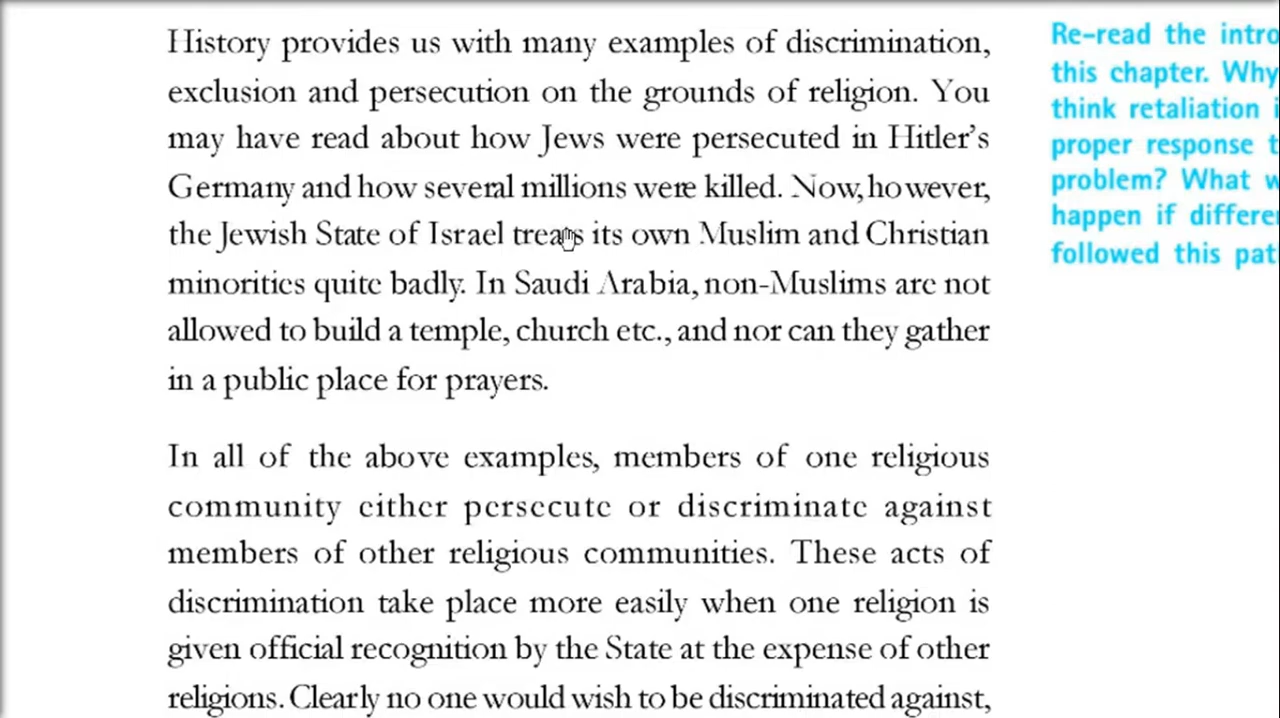 History provides us with many examples of discrimination,
exclusion and persecution on the grounds of religion. You
may have read about how Jews were persecuted in Hitler's
Germany and how several millions were killed. Now, however,
the Jewish State of Israel treats its own Muslim and Christian
minorities quite badly. In Saudi Arabia, non-Muslims are not
allowed to build a temple, church etc., and nor can they gather
in a public place for prayers.
In all of the above examples, members of one religious
community either persecute or discriminate against
members of other religious communities. These acts of
discrimination take place more easily when one religion is
given official recognition by the State at the expense of other
religions. Clearly no one would wish to be discriminated against,
Re-read the intro
this chapter. Why
think retaliation i
proper response t
problem? What w
happen if differe
followed this pat